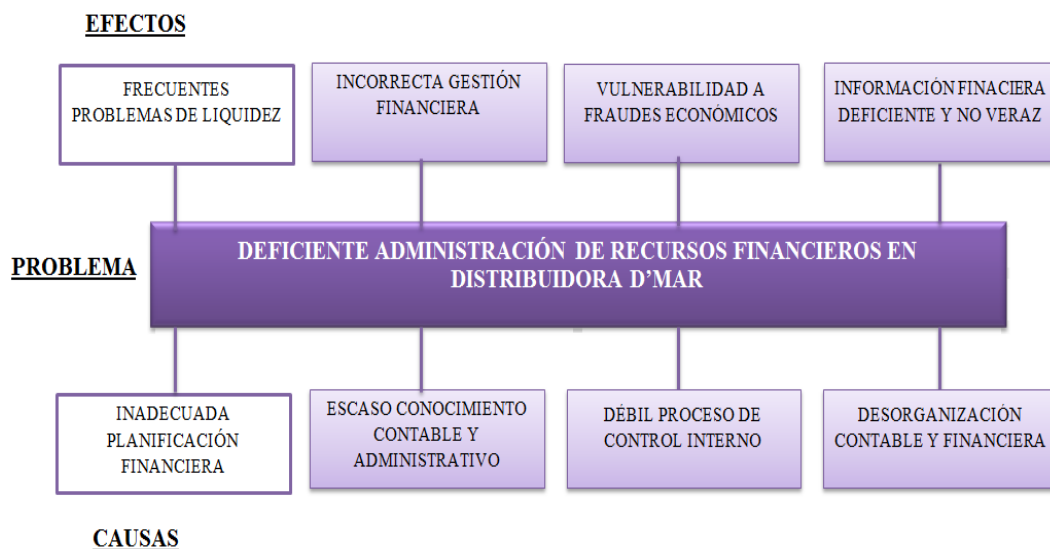 EFECTOS
FRECUENTES
PROBLEMAS DE LIQUIDEZ
INCORRECTA GESTIÓN
FINANCIERA
VULNERABILIDAD A
FRAUDES ECONÓMICOS
INFORMACIÓN FINACIERA
DEFICIENTE Y NO VERAZ
PROBLEMA
DEFICIENTE ADMINISTRACIÓN DE RECURSOS FINANCIEROS EN
DISTRIBUIDORA D’MAR
INADECUADA
PLANIFICACIÓN
FINANCIERA
ESCASO CONOCIMIENTO
CONTABLE Y
ADMINISTRATIVO
DÉBIL PROCESO DE
CONTROL INTERNO
DESORGANIZACIÓN
CONTABLE Y FINANCIERA
CAUSAS